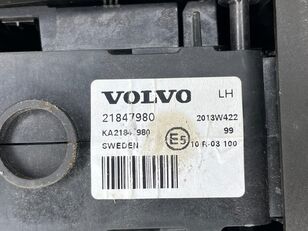 VOLVO LH
21847980 2013W422
KA2184 980 99
SWEDEN E5 10 R-03 100